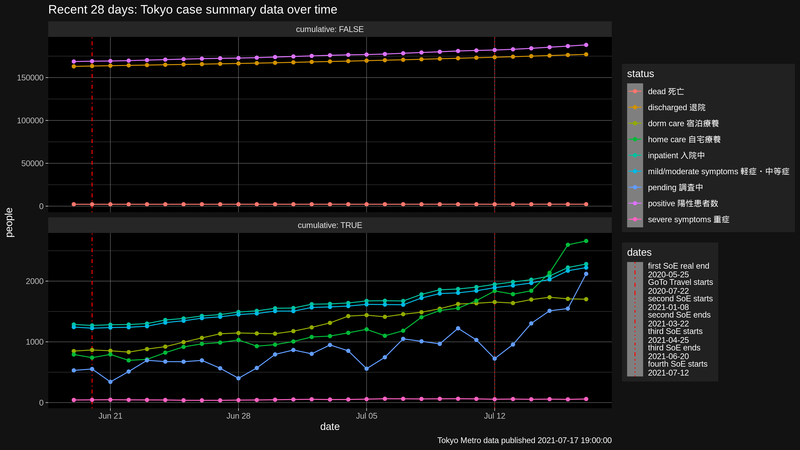 Recent 28 days: Tokyo case summary data over time
cumulative: FALSE
150000
100000
50000
0
cumulative: TRUE
2000
1000
0
people
Jun 21
Jun 28
Jul 05
Jul 12
date
Tokyo Metro data published 2021-07-17 19:00:00
status
dead 死亡
discharged 退院
dorm care 宿泊療養
home care 自宅療養
inpatient 入院中
mild/moderate symptoms 軽症・中等症
pending 調査中
positive 陽性患者数
severe symptoms 重症
dates
first SoE real end
2020-05-25
GoTo Travel starts
2020-07-22
second SoE starts
2021-01-08
second SoE ends
2021-03-22
third SoE starts
2021-04-25
third SoE ends
2021-06-20
fourth SoE starts
2021-07-12